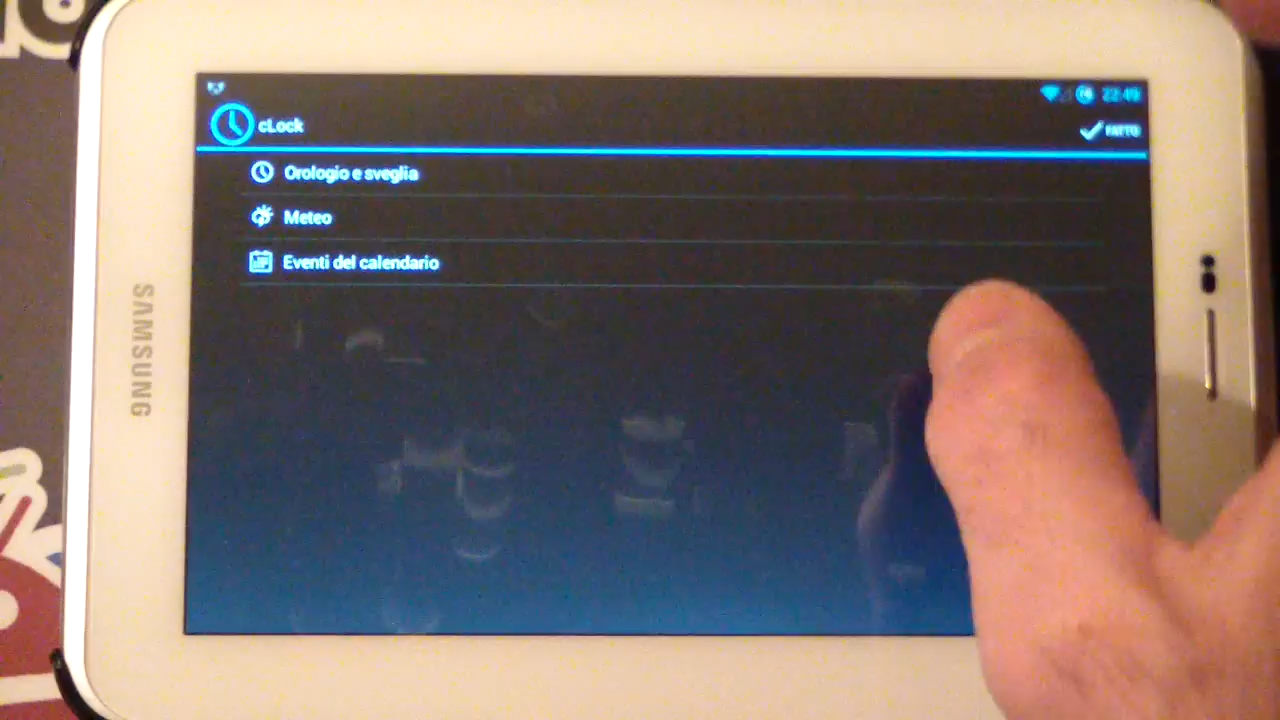 22:49
cLock
FATTO
Orologio e sveglia
Meteo
Eventi del calendario
SAMSUNG